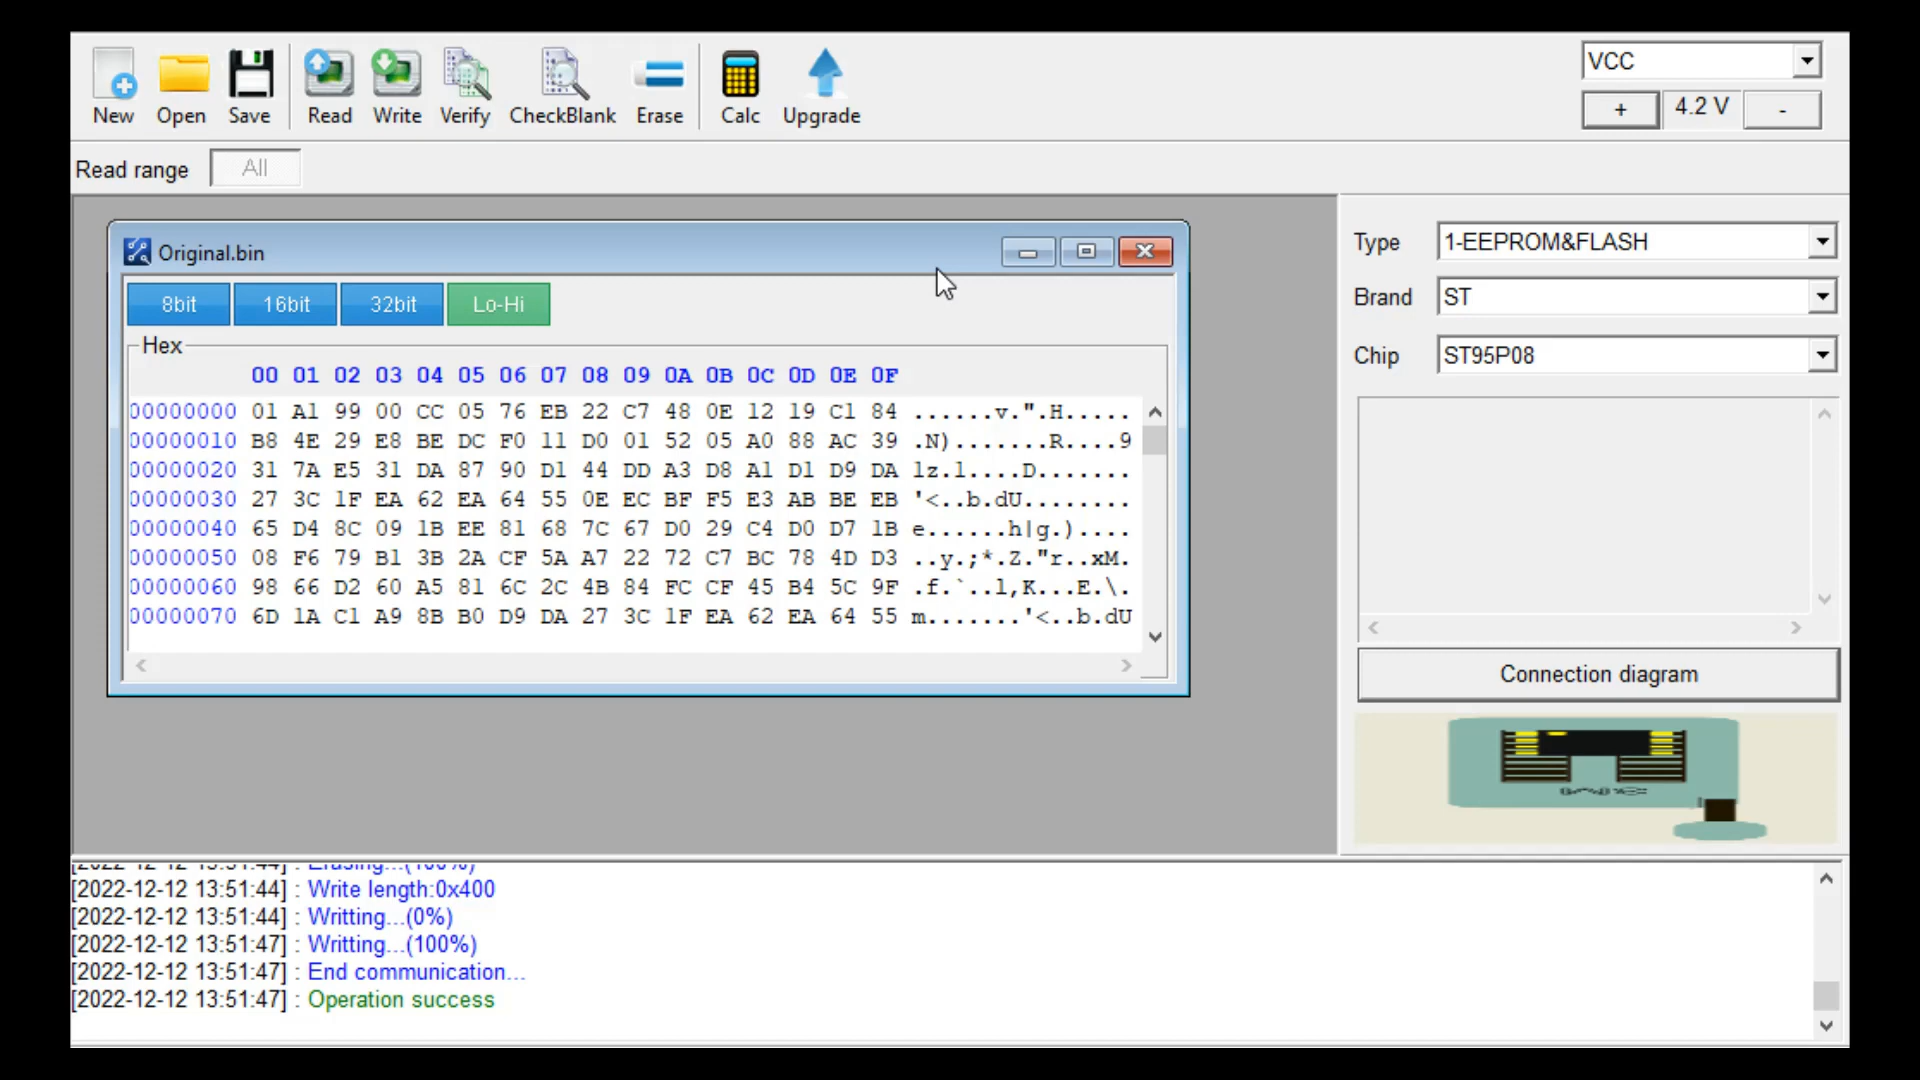 New Open Save Read Write Verify CheckBlank Erase Calc Upgrade
VCC
+ 4.2 V -
Read range All
Original.bin
8bit 16bit 32bit Lo-Hi
Hex
00 01 02 03 04 05 06 07 08 09 0A 0B 0C 0D 0E 0F
00000000 01 A1 99 00 CC 05 76 EB 22 C7 48 0E 12 19 C1 84 ......v.".H.....
00000010 B8 4E 29 E8 BE DC F0 11 D0 01 52 05 A0 88 AC 39 .N).......R....9
00000020 31 7A E5 31 DA 87 90 D1 44 DD A3 D8 A1 D1 D9 DA 1z.1....D.......
00000030 27 3C 1F EA 62 EA 64 55 0E EC BF F5 E3 AB BE EB '<..b.dU........
00000040 65 D4 8C 09 1B EE 81 68 7C 67 D0 29 C4 D0 D7 1B e......h|g.)....
00000050 08 F6 79 B1 3B 2A CF 5A A7 22 72 C7 BC 78 4D D3 ..y.;*.Z."r..xM.
00000060 98 66 D2 60 A5 81 6C 2C 4B 84 FC CF 45 B4 5C 9F .f.`..l,K...E.\.
00000070 6D 1A C1 A9 8B B0 D9 DA 27 3C 1F EA 62 EA 64 55 m.......'<..b.dU
Type 1-EEPROM&FLASH
Brand ST
Chip ST95P08
Connection diagram
[2022-12-12 13:51:44] : Erasing...(100%)
[2022-12-12 13:51:44] : Write length:0x400
[2022-12-12 13:51:44] : Writting...(0%)
[2022-12-12 13:51:47] : Writting...(100%)
[2022-12-12 13:51:47] : End communication...
[2022-12-12 13:51:47] : Operation success